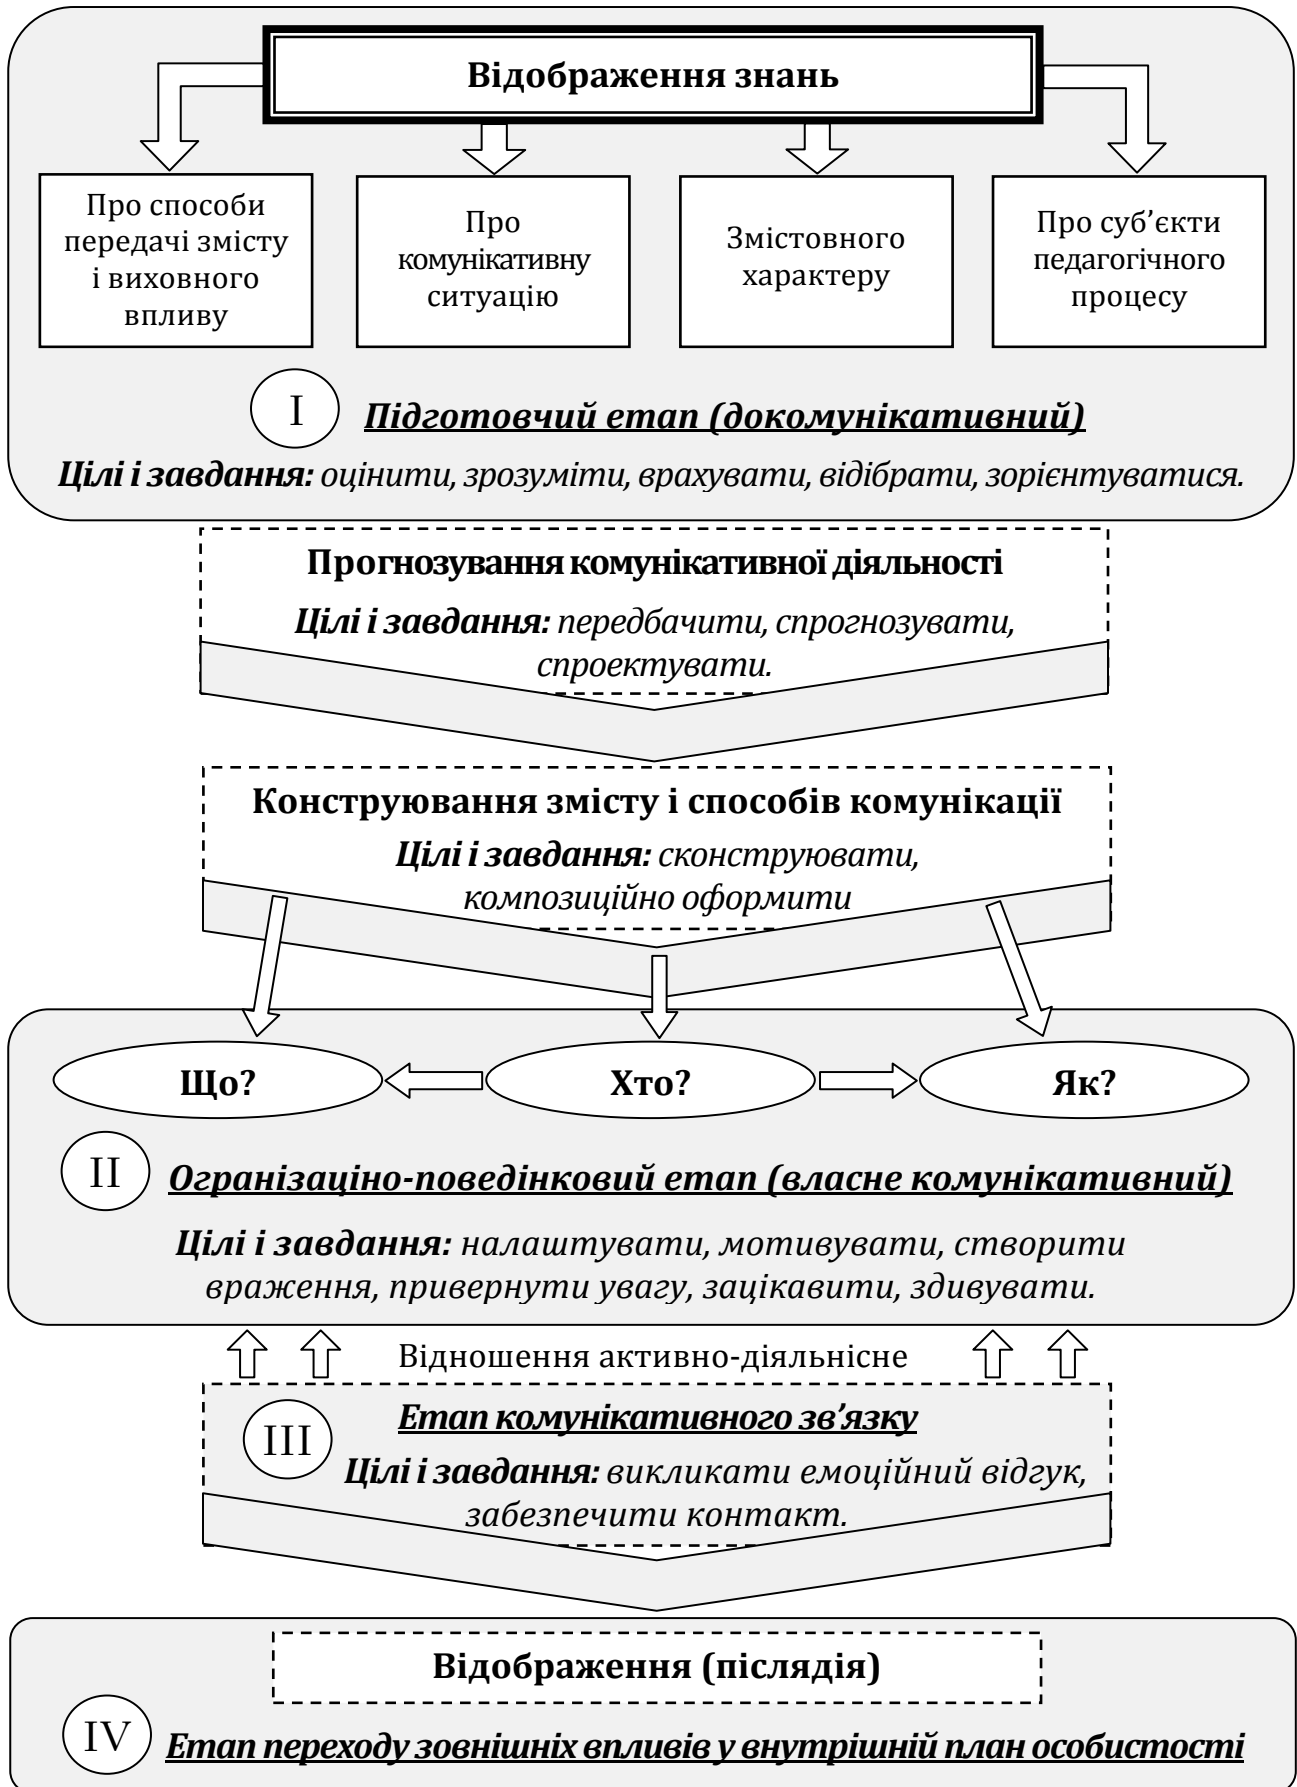 Відображення знань
Про способи
передачі змісту
і виховного
впливу
Про
комунікативну
ситуацію
Змістовного
характеру
Про суб’єкти
педагогічного
процесу
I
Підготовчий етап (докомунікативний)
Цілі і завдання: оцінити, зрозуміти, врахувати, відібрати, зорієнтуватися.
Прогнозування комунікативної діяльності
Цілі і завдання: передбачити, спрогнозувати,
спроектувати.
Конструювання змісту і способів комунікації
Цілі і завдання: сконструювати,
композиційно оформити
Що?
Хто?
Як?
II
Огранізаціно-поведінковий етап (власне комунікативний)
Цілі і завдання: налаштувати, мотивувати, створити
враження, привернути увагу, зацікавити, здивувати.
Відношення активно-діяльнісне
III
Етап комунікативного зв’язку
Цілі і завдання: викликати емоційний відгук,
забезпечити контакт.
Відображення (післядія)
IV
Етап переходу зовнішніх впливів у внутрішній план особистості